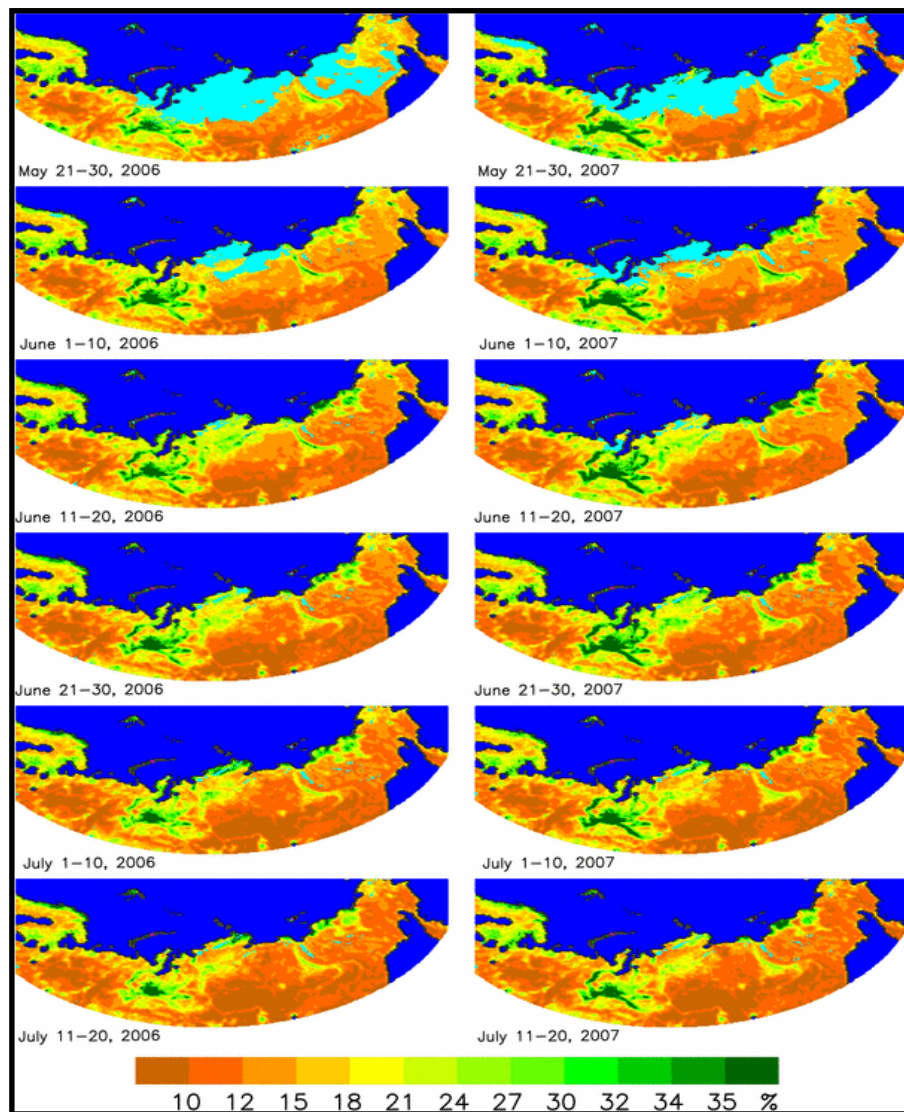 May 21-30, 2006
May 21-30, 2007
June 1-10, 2006
June 1-10, 2007
June 11-20, 2006
June 11-20, 2007
June 21-30, 2006
June 21-30, 2007
July 1-10, 2006
July 1-10, 2007
July 11-20, 2006
July 11-20, 2007
10 12 15 18 21 24 27 30 32 34 35 %